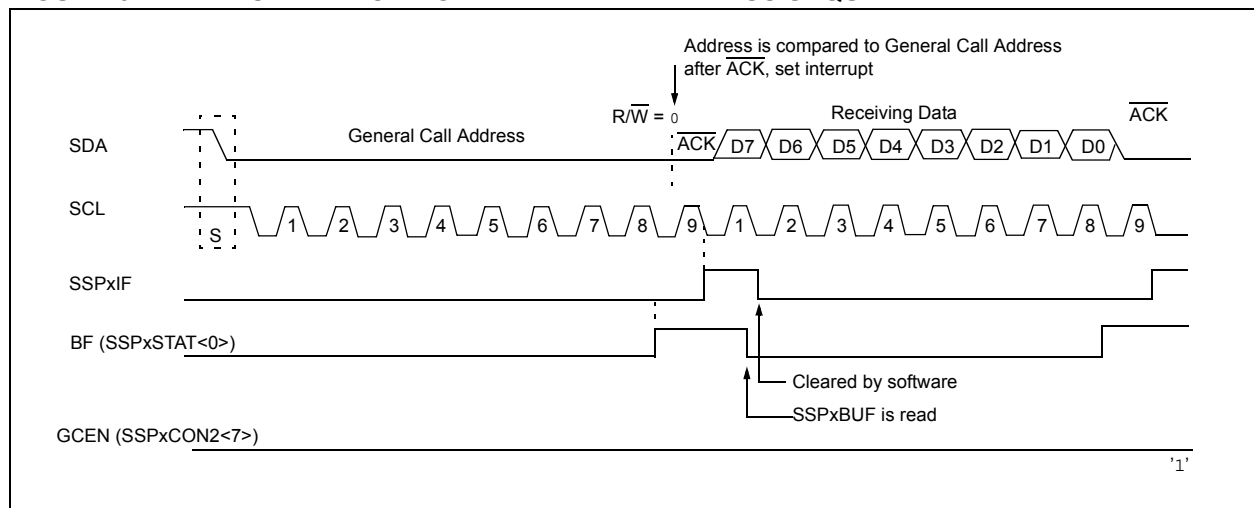 Address is compared to General Call Address
after ACK, set interrupt
R/W = 0
Receiving Data
ACK
General Call Address
SDA
ACK
D7 D6 D5 D4 D3 D2 D1 D0
SCL
S
1 2 3 4 5 6 7 8 9 1 2 3 4 5 6 7 8 9
SSPxIF
BF (SSPxSTAT<0>)
Cleared by software
SSPxBUF is read
GCEN (SSPxCON2<7>)
'1'